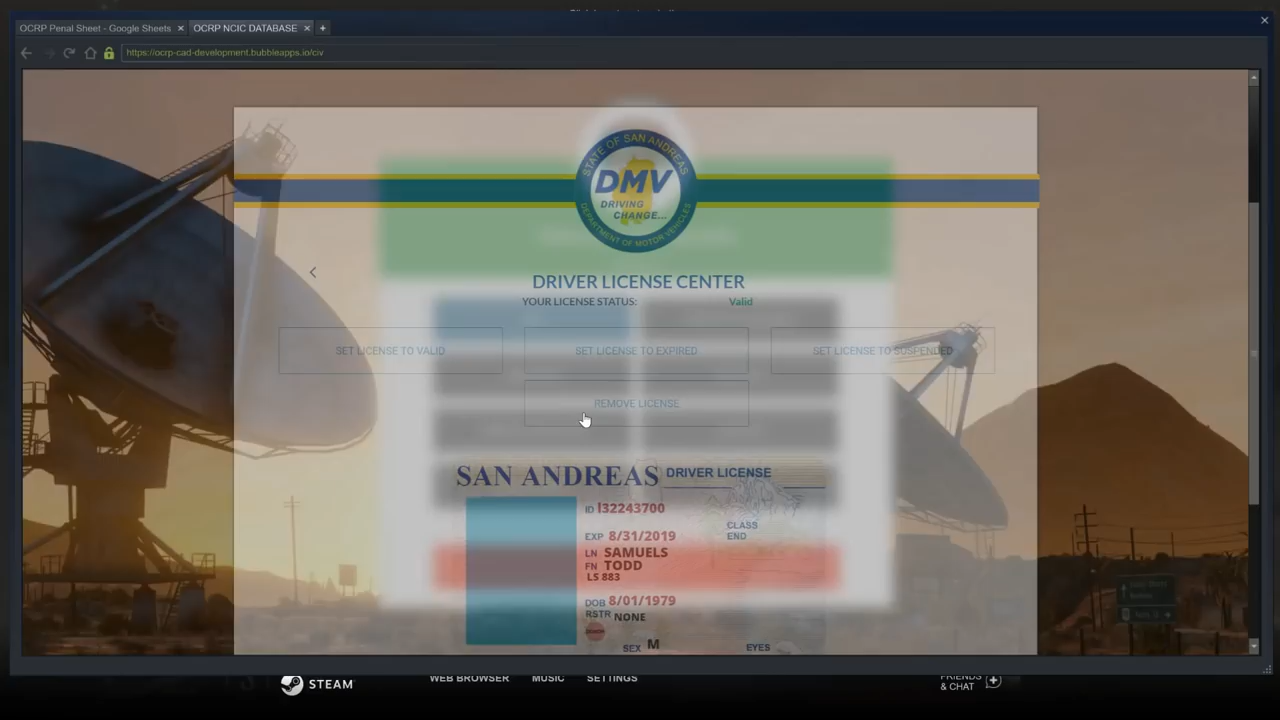 OCRP Penal Sheet - Google Sheets
OCRP NCIC DATABASE
https://ocrp-cad-development.bubbleapps.io/civ
STATE OF SAN ANDREAS
DMV
DRIVING
CHANGE...
DEPARTMENT OF MOTOR VEHICLES
DRIVER LICENSE CENTER
YOUR LICENSE STATUS: Valid
SET LICENSE TO VALID
SET LICENSE TO EXPIRED
SET LICENSE TO SUSPENDED
REMOVE LICENSE
SAN ANDREAS DRIVER LICENSE
ID I32243700
CLASS
EXP 8/31/2019
END
LN SAMUELS
FN TODD
LS 883
DOB 8/01/1979
RSTR NONE
SEX M EYES
STEAM
WEB BROWSER
MUSIC
SETTINGS
FRIENDS
& CHAT